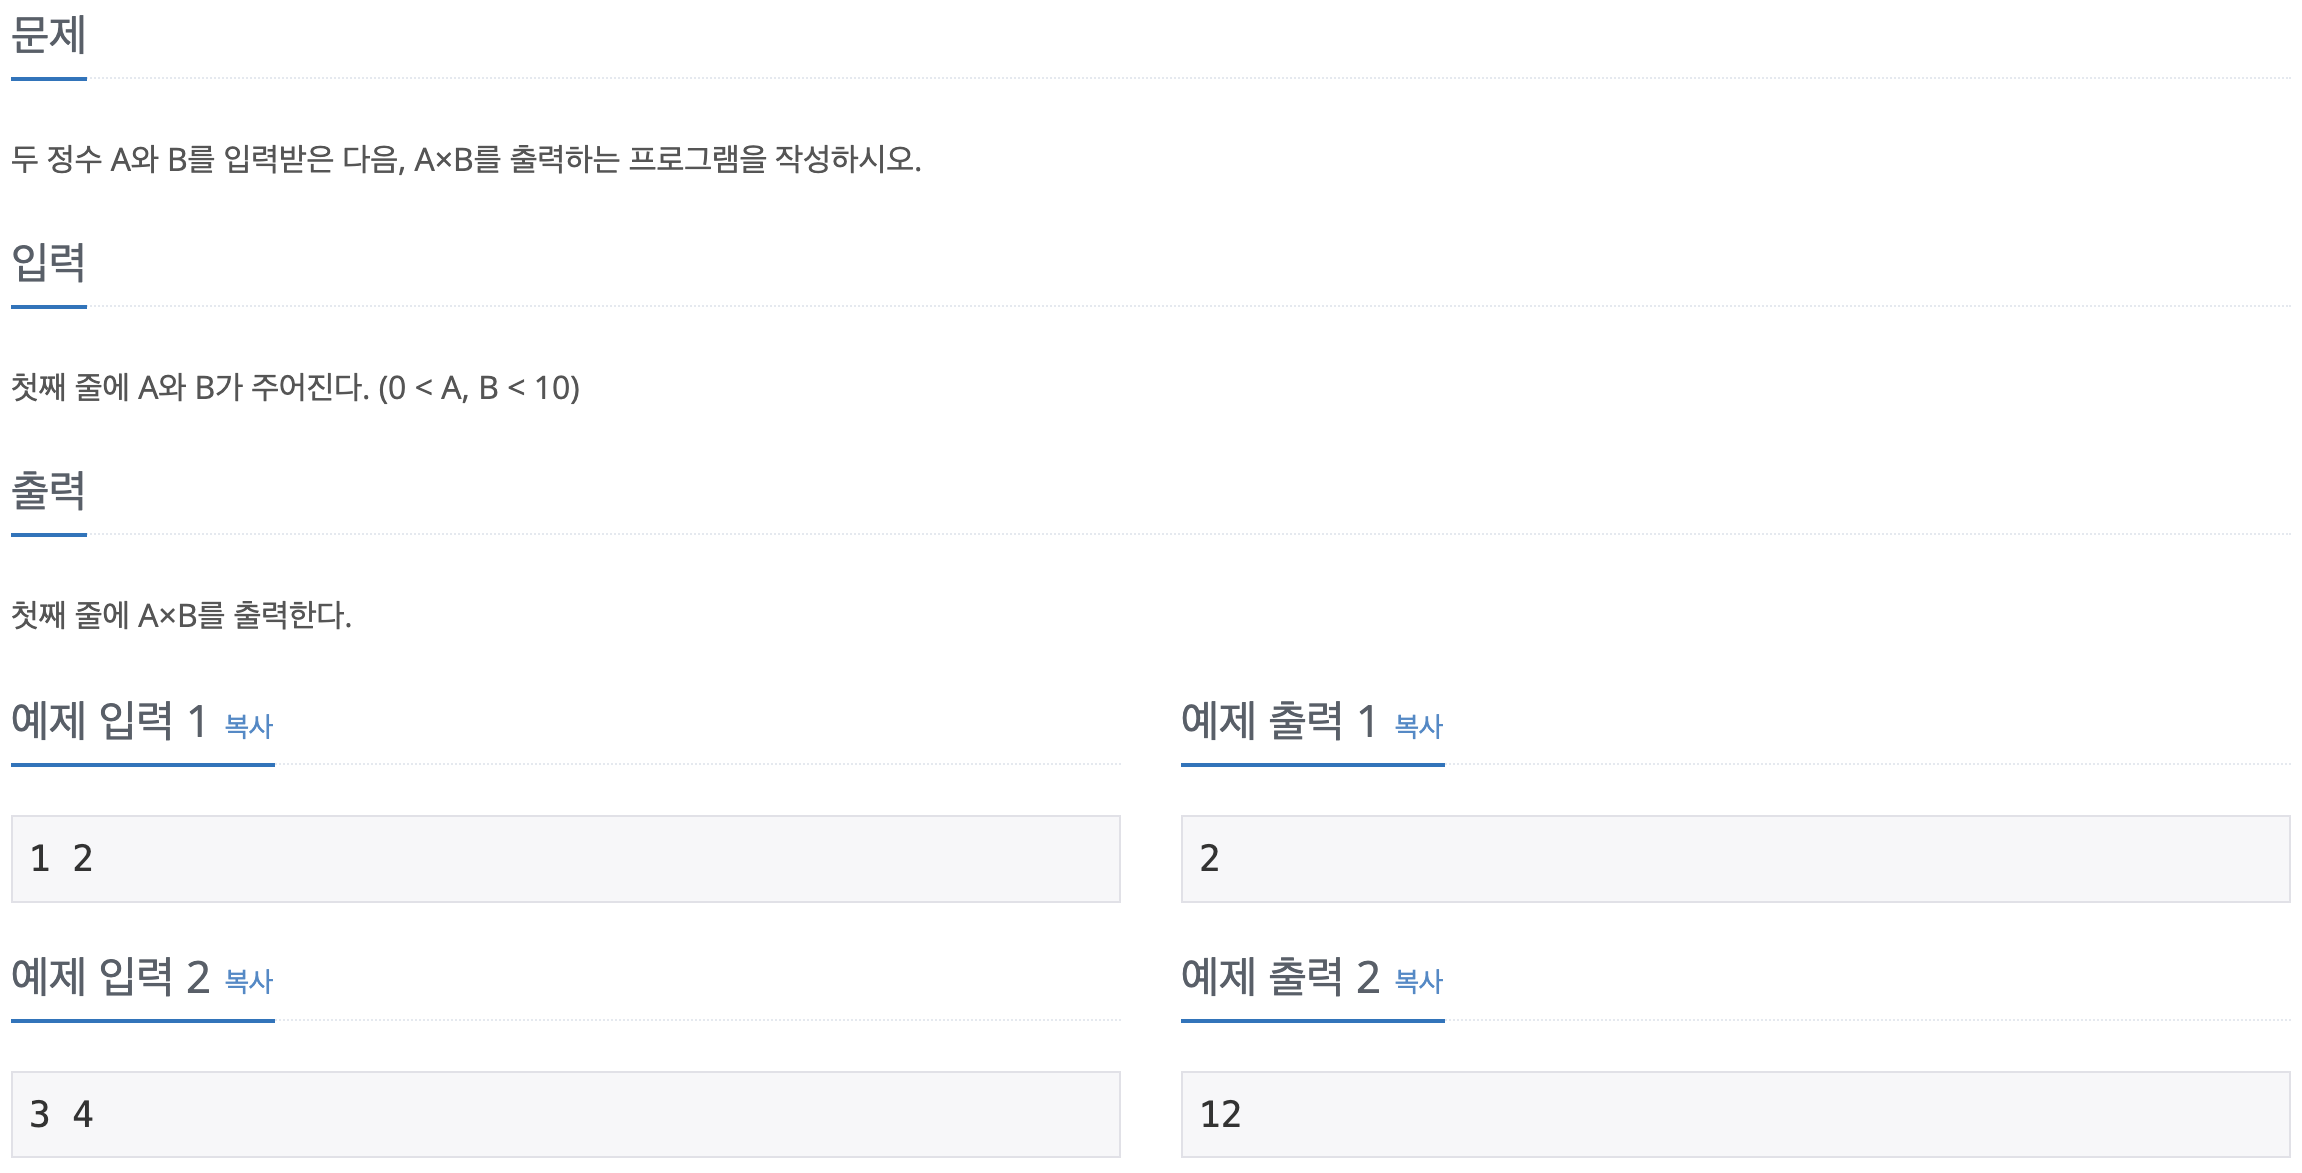 문제
두 정수 A와 B를 입력받은 다음, A×B를 출력하는 프로그램을 작성하시오.
입력
첫째 줄에 A와 B가 주어진다. (0 < A, B < 10)
출력
첫째 줄에 A×B를 출력한다.
예제 입력 1 복사
1 2
예제 출력 1 복사
2
예제 입력 2 복사
3 4
예제 출력 2 복사
12